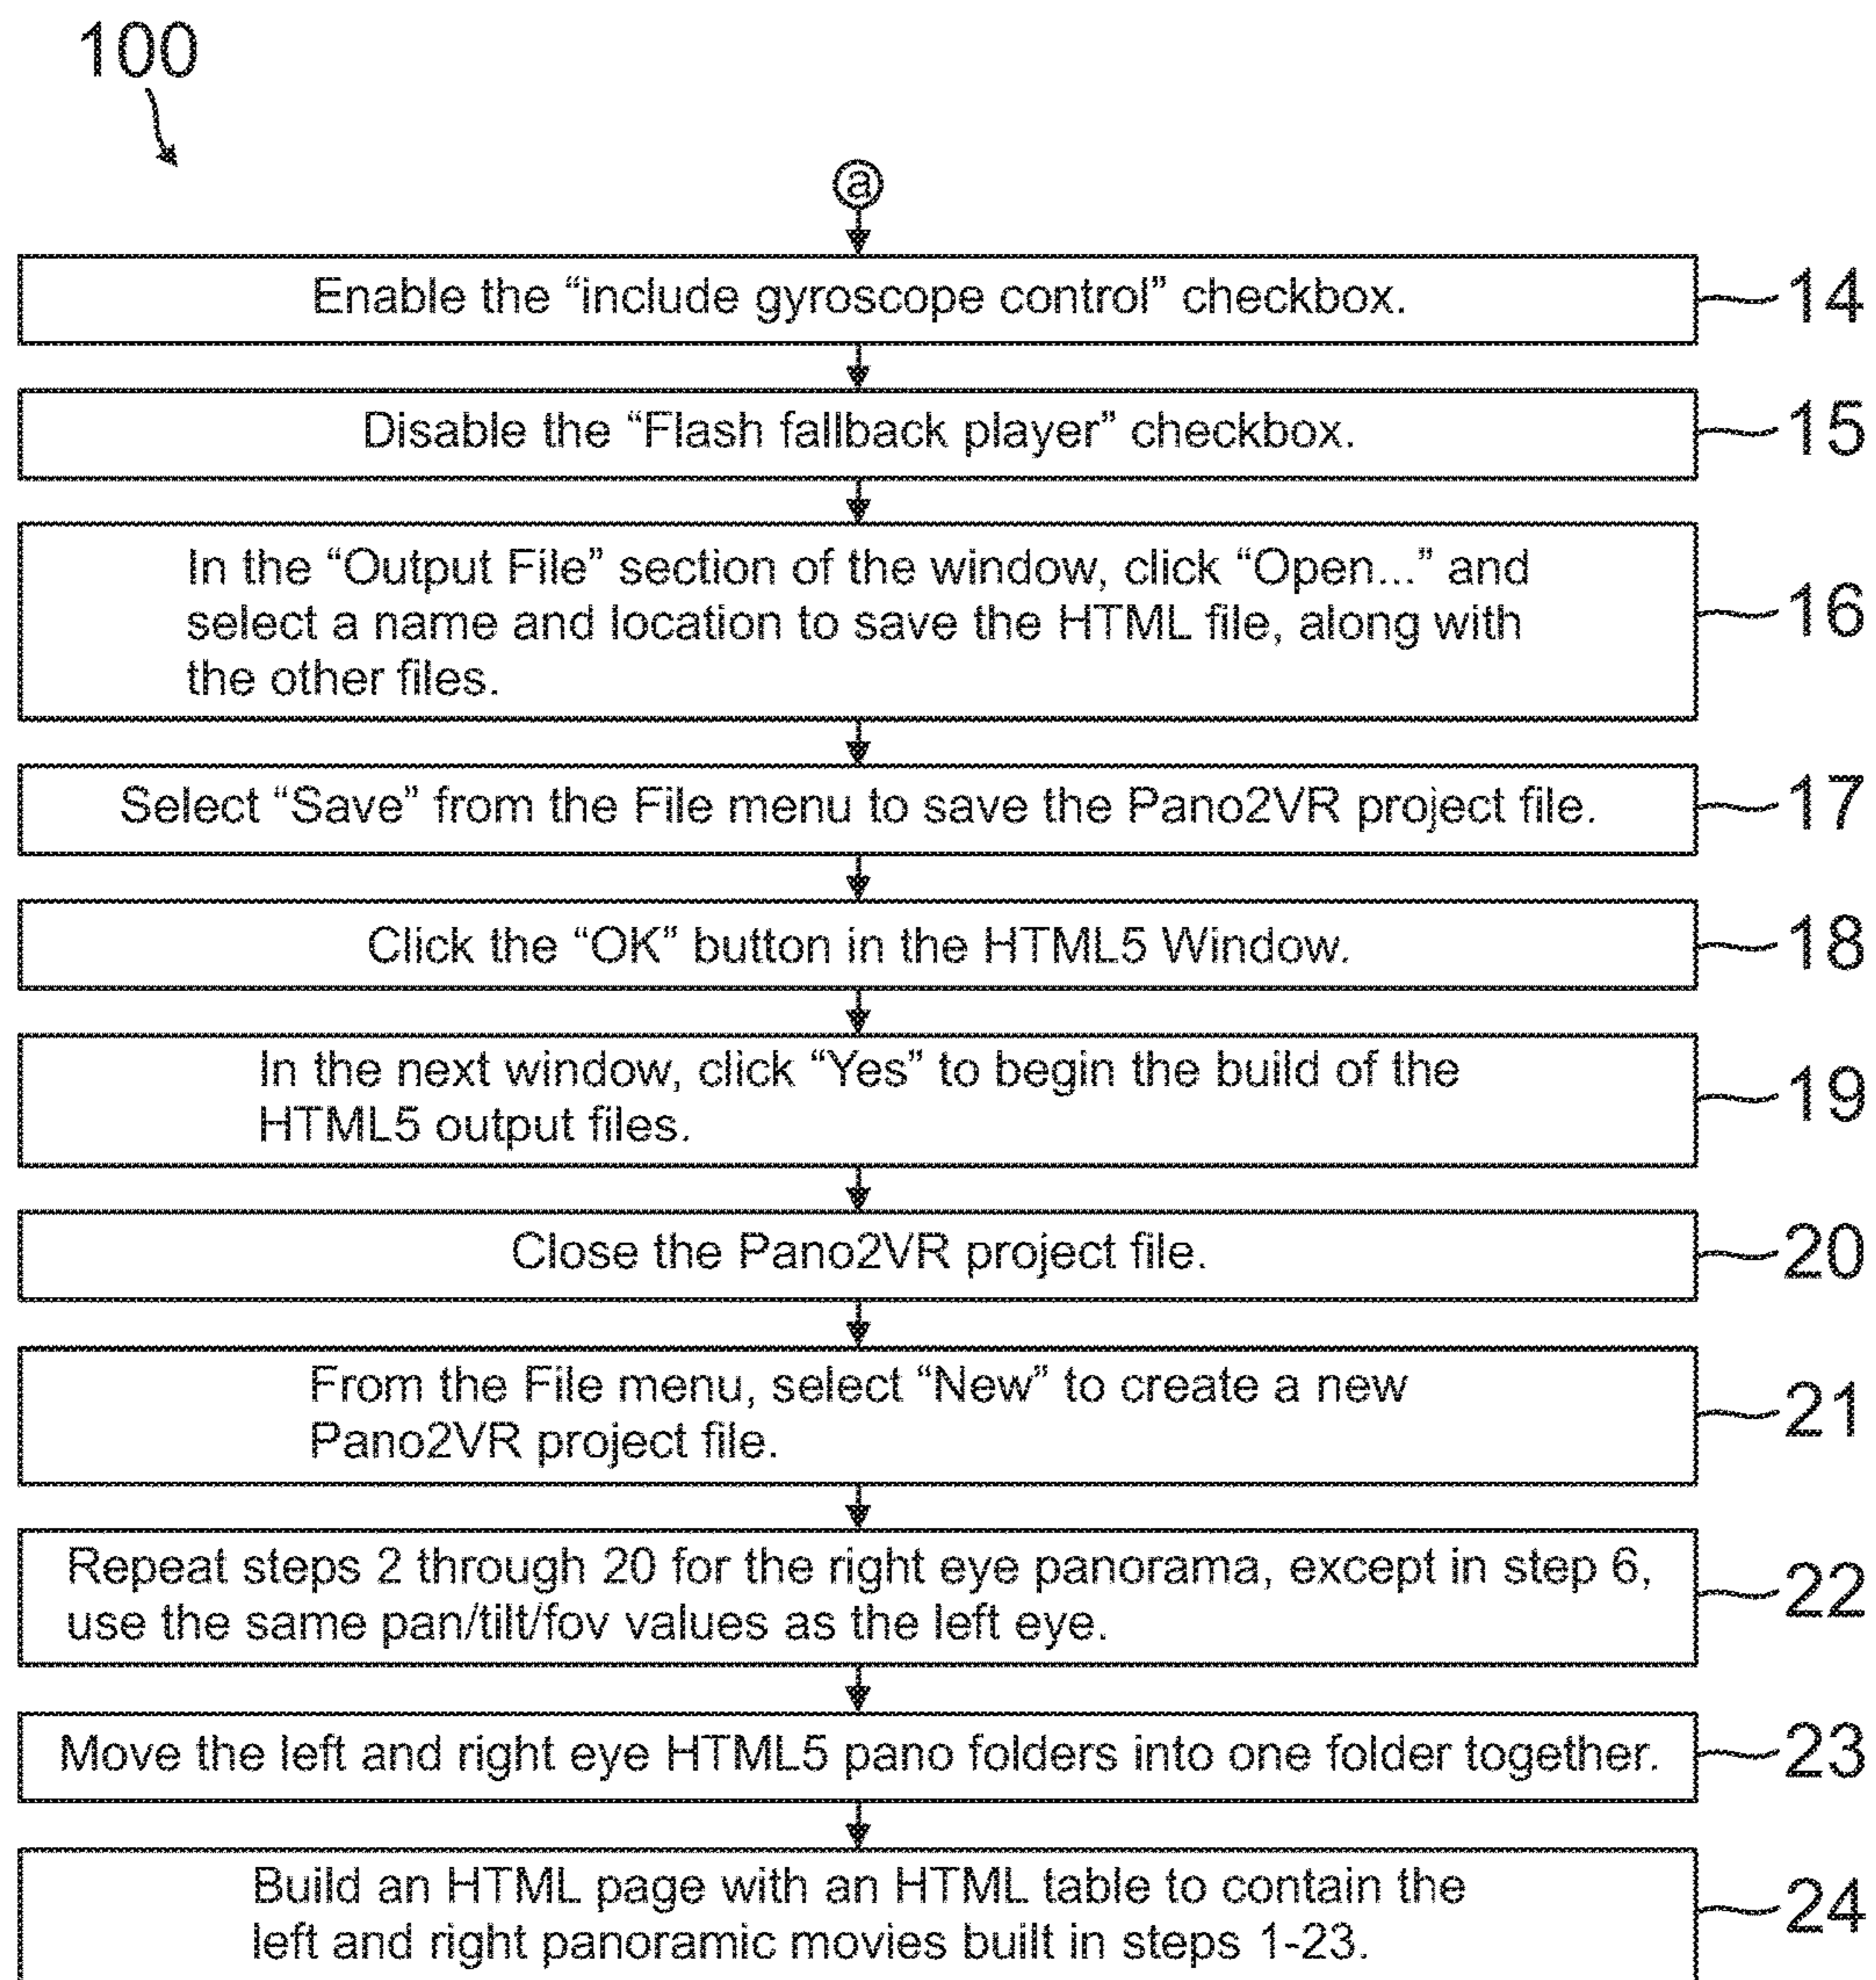 100
a
Enable the “include gyroscope control” checkbox.
14
Disable the “Flash fallback player” checkbox.
15
In the “Output File” section of the window, click “Open...” and
select a name and location to save the HTML file, along with
the other files.
16
Select “Save” from the File menu to save the Pano2VR project file.
17
Click the “OK” button in the HTML5 Window.
18
In the next window, click “Yes” to begin the build of the
HTML5 output files.
19
Close the Pano2VR project file.
20
From the File menu, select “New” to create a new
Pano2VR project file.
21
Repeat steps 2 through 20 for the right eye panorama, except in step 6,
use the same pan/tilt/fov values as the left eye.
22
Move the left and right eye HTML5 pano folders into one folder together.
23
Build an HTML page with an HTML table to contain the
left and right panoramic movies built in steps 1-23.
24